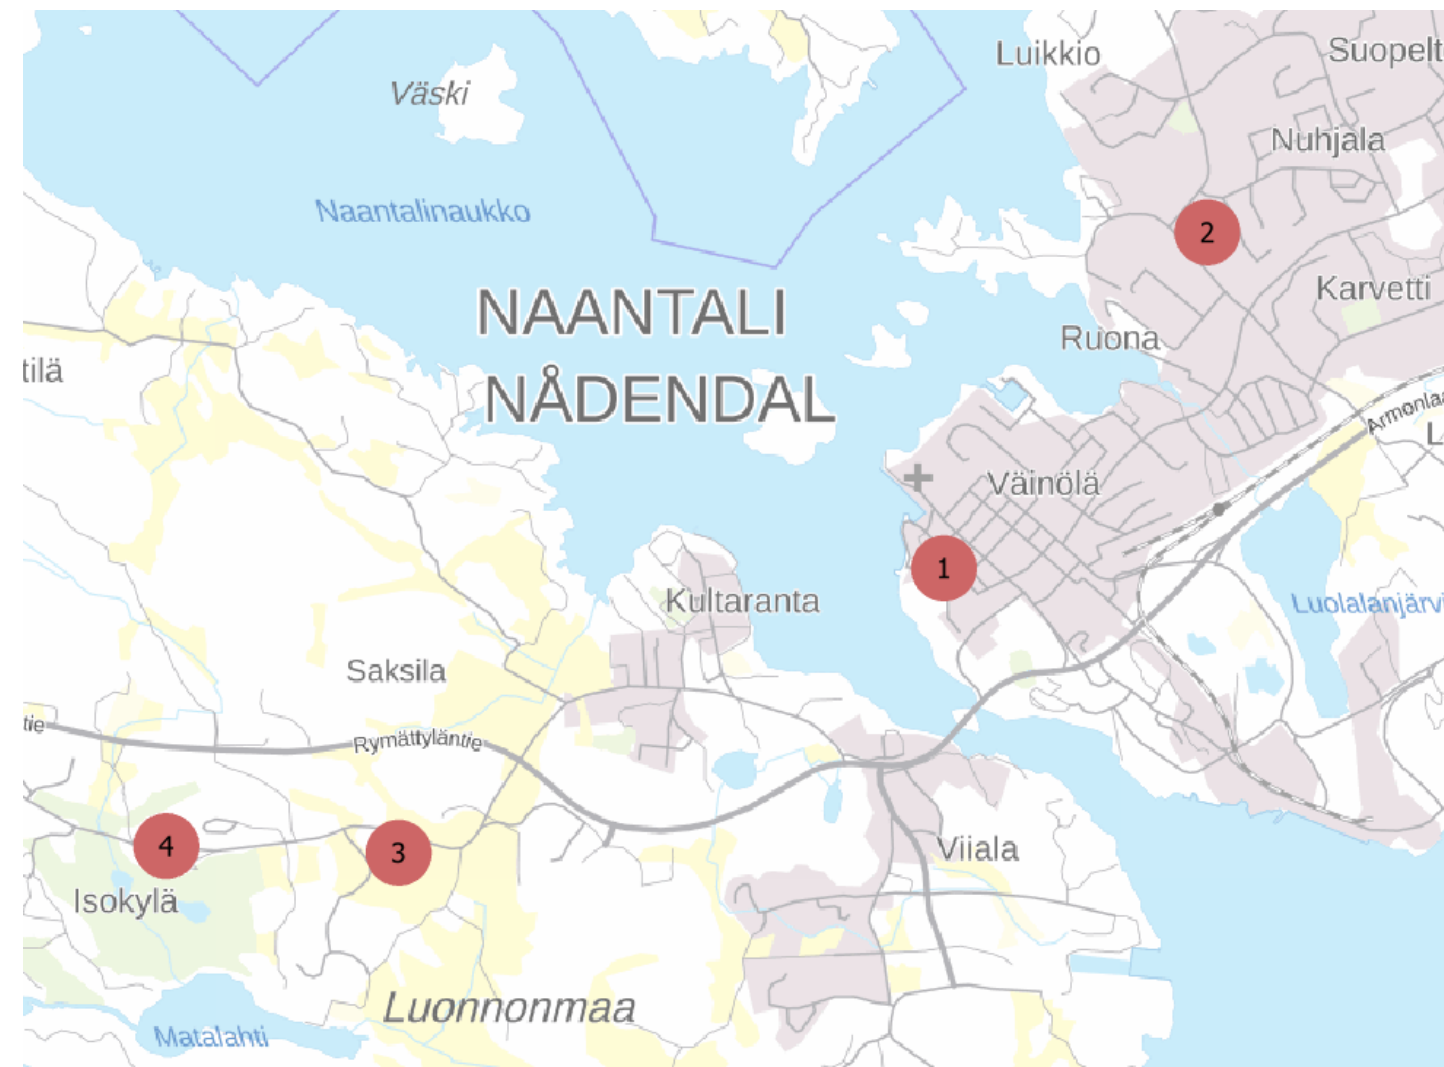 Luikkio
Suopelt
Väski
Nuhjala
Naantalinaukko
2
Karvetti
NAANTALI
Ruona
tilä
NÅDENDAL
Armonlaa
L
Väinölä
1
Kultaranta
Luolalanjärvi
Saksila
tie
Rymättyläntie
4
3
Viiala
Isokylä
Luonnonmaa
Matalahti